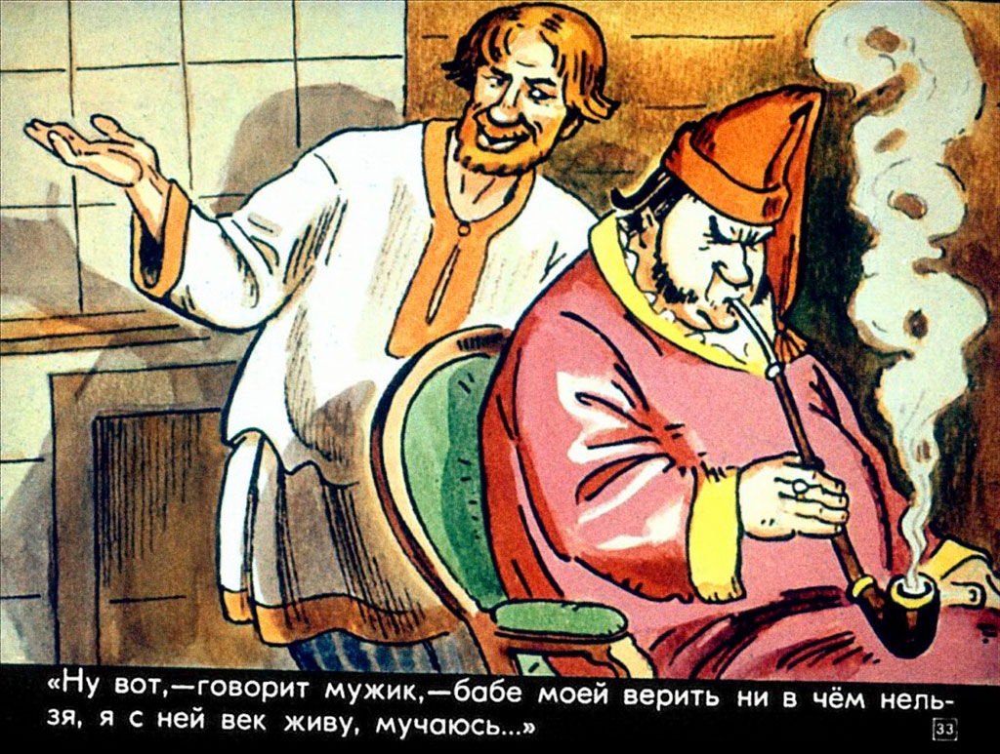 «Ну вот,—говорит мужик,—бабе моей верить ни в чём нель-
зя, я с ней век живу, мучаюсь...»
33